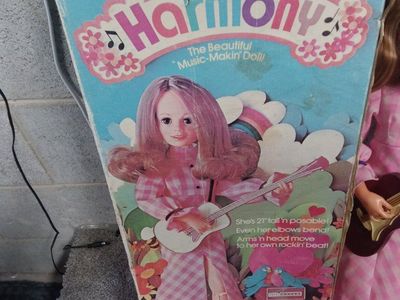 Harmony
The Beautiful
"Music-Makin' Doll!
She's 21" tall 'n posable!
Even her elbows bend!
Arms 'n head move
to her own rockin' beat!